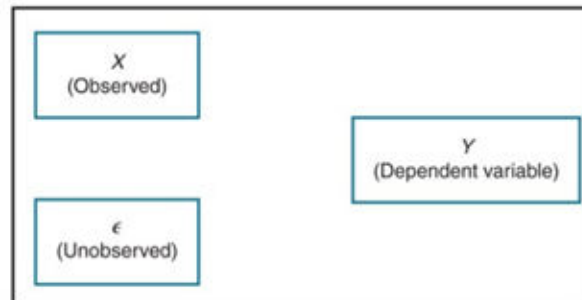 X
(Observed)
Y
(Dependent variable)
ϵ
(Unobserved)